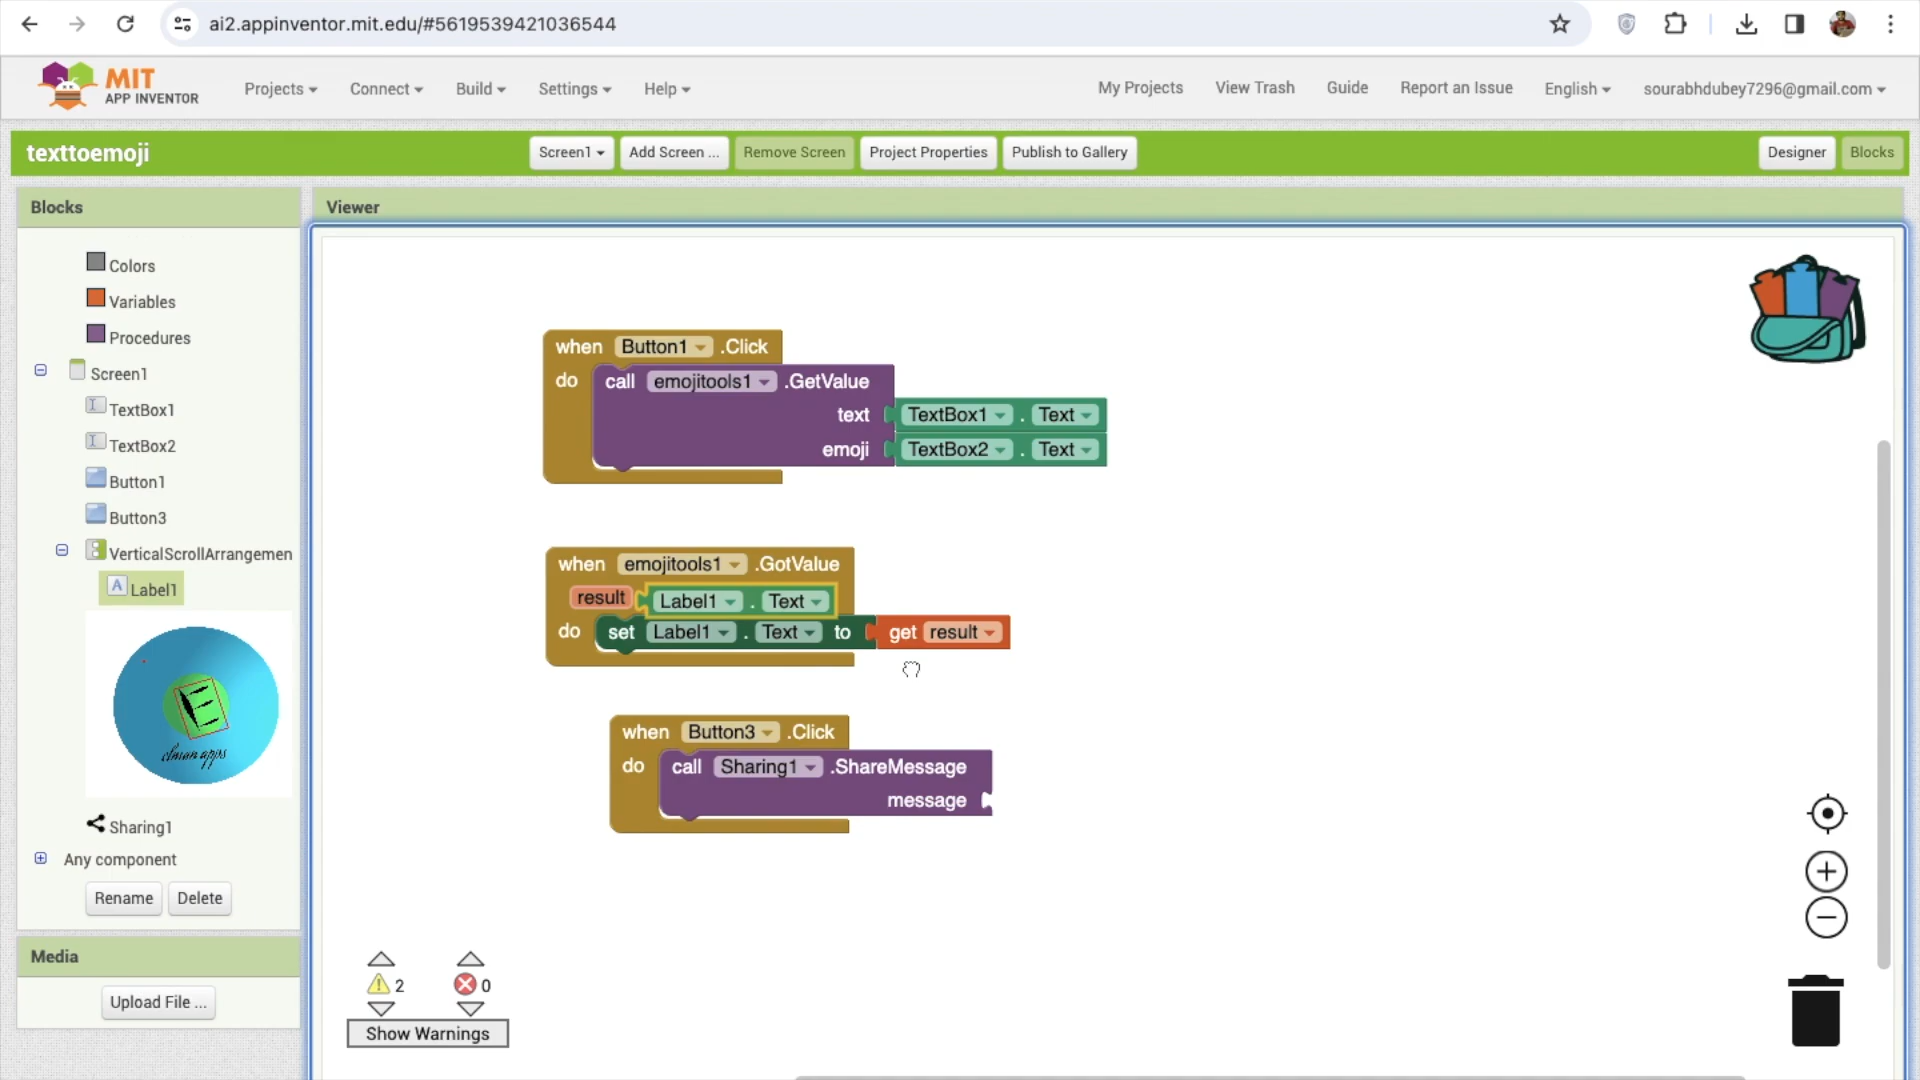 ai2.appinventor.mit.edu/#5619539421036544
MIT
APP INVENTOR
Projects Connect Build Settings Help My Projects View Trash Guide Report an Issue English sourabhdubey7296@gmail.com
texttoemoji Screen1 Add Screen ... Remove Screen Project Properties Publish to Gallery Designer Blocks
Blocks
Viewer
Colors
Variables
Procedures
Screen1
TextBox1
TextBox2
Button1
Button3
VerticalScrollArrangemen
A Label1
E
elman apps
Sharing1
Any component
Rename Delete
Media
Upload File ...
when Button1 .Click
do call emojitools1 .GetValue
text TextBox1 . Text
emoji TextBox2 . Text
when emojitools1 .GotValue
result Label1 . Text
do set Label1 . Text to get result
when Button3 .Click
do call Sharing1 .ShareMessage
message
2 0
Show Warnings